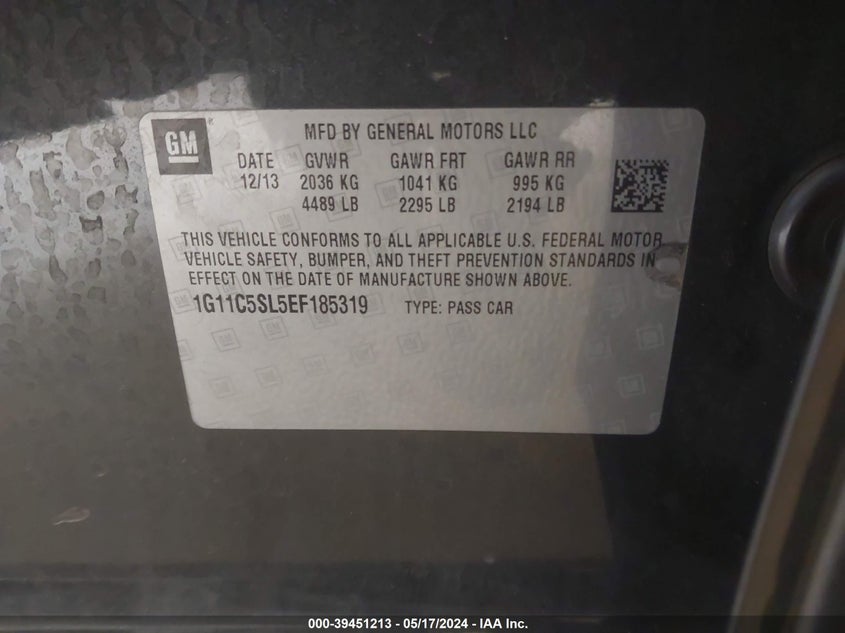 GM®
MFD BY GENERAL MOTORS LLC
DATE GVWR GAWR FRT GAWR RR
12/13 2036 KG 1041 KG 995 KG
4489 LB 2295 LB 2194 LB
THIS VEHICLE CONFORMS TO ALL APPLICABLE U.S. FEDERAL MOTOR
VEHICLE SAFETY, BUMPER, AND THEFT PREVENTION STANDARDS IN
EFFECT ON THE DATE OF MANUFACTURE SHOWN ABOVE.
1G11C5SL5EF185319 TYPE: PASS CAR
000-39451213 - 05/17/2024 - IAA Inc.